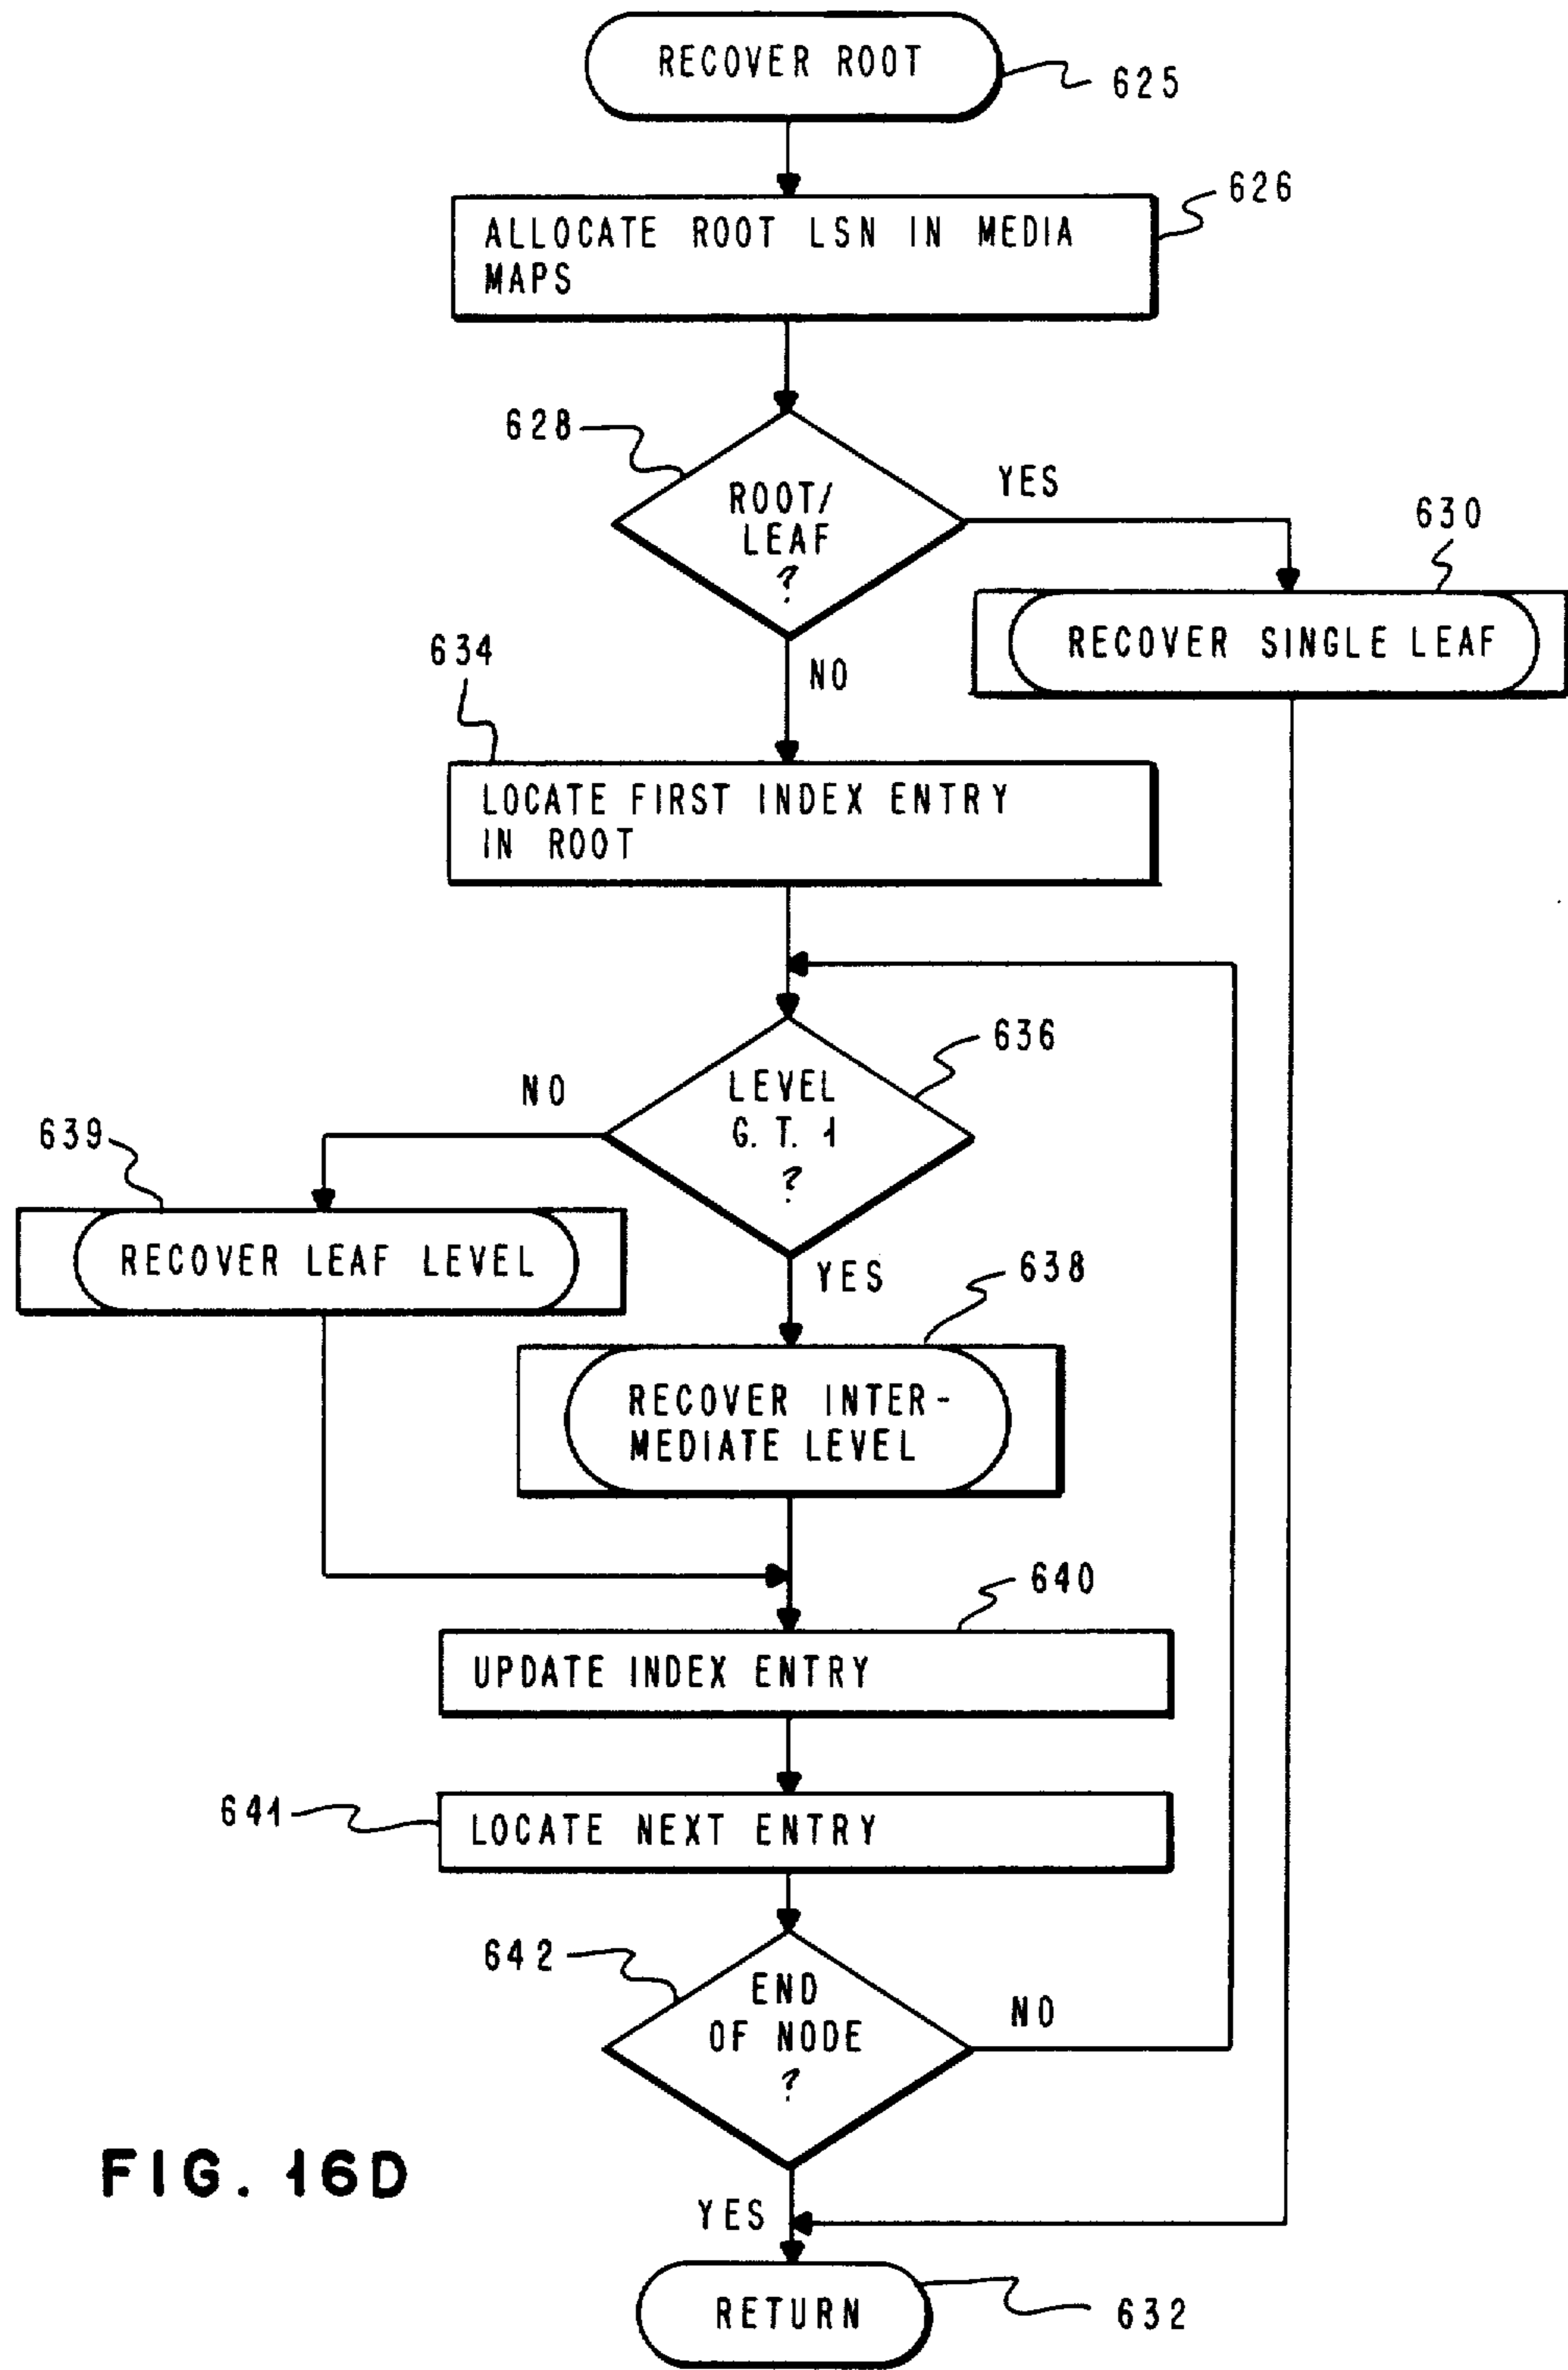 RECOVER ROOT
625
626
ALLOCATE ROOT LSN IN MEDIA
MAPS
628
ROOT/
LEAF
?
YES
630
RECOVER SINGLE LEAF
NO
634
LOCATE FIRST INDEX ENTRY
IN ROOT
636
LEVEL
G. T. 1
?
NO
639
RECOVER LEAF LEVEL
YES
638
RECOVER INTER-
MEDIATE LEVEL
640
UPDATE INDEX ENTRY
641
LOCATE NEXT ENTRY
642
END
OF NODE
?
NO
FIG. 16D
YES
RETURN
632